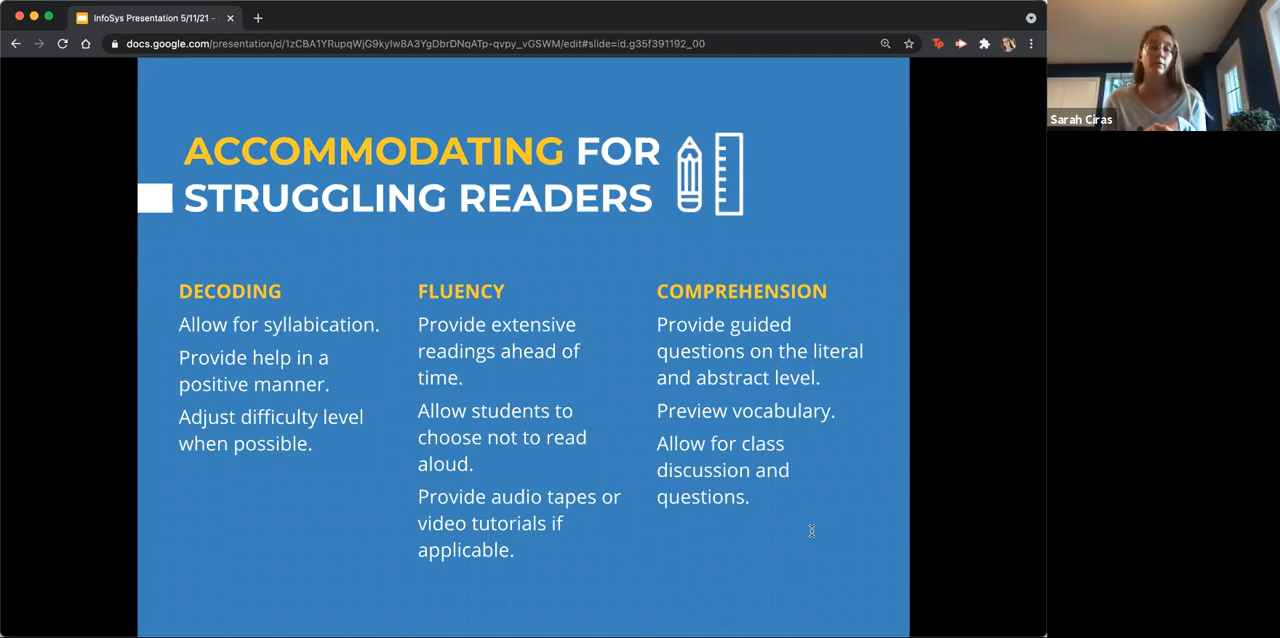 InfoSys Presentation 5/11/21 -
docs.google.com/presentation/d/1zCBA1YRupqWjG9kyIw8A3YgDbrDNqATp-qvpy_vGSWM/edit#slide=id.g35f391192_00
Sarah Ciras
ACCOMMODATING FOR
STRUGGLING READERS
DECODING
Allow for syllabication.
Provide help in a
positive manner.
Adjust difficulty level
when possible.
FLUENCY
Provide extensive
readings ahead of
time.
Allow students to
choose not to read
aloud.
Provide audio tapes or
video tutorials if
applicable.
COMPREHENSION
Provide guided
questions on the literal
and abstract level.
Preview vocabulary.
Allow for class
discussion and
questions.